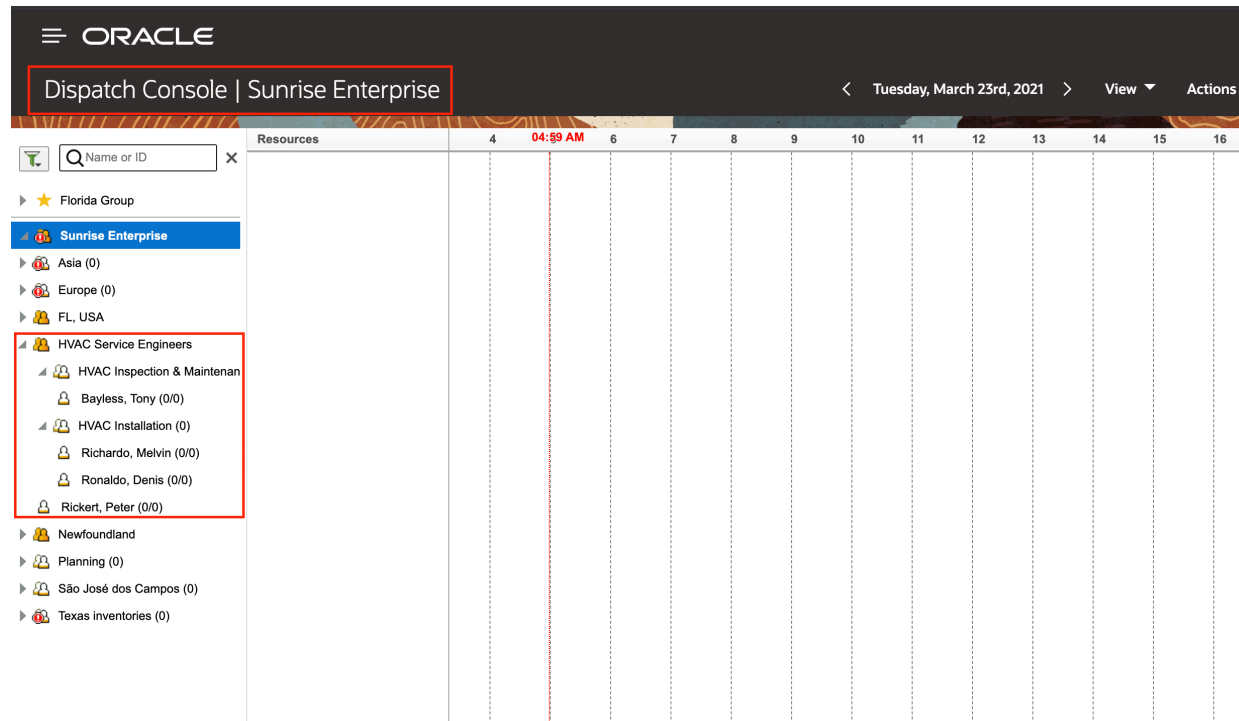 ORACLE
Dispatch Console | Sunrise Enterprise
Tuesday, March 23rd, 2021 View Actions
Resources 4 04:59 AM 6 7 8 9 10 11 12 13 14 15 16
Name or ID
Florida Group
Sunrise Enterprise
Asia (0)
Europe (0)
FL, USA
HVAC Service Engineers
HVAC Inspection & Maintenan
Bayless, Tony (0/0)
HVAC Installation (0)
Richardo, Melvin (0/0)
Ronaldo, Denis (0/0)
Rickert, Peter (0/0)
Newfoundland
Planning (0)
São José dos Campos (0)
Texas inventories (0)